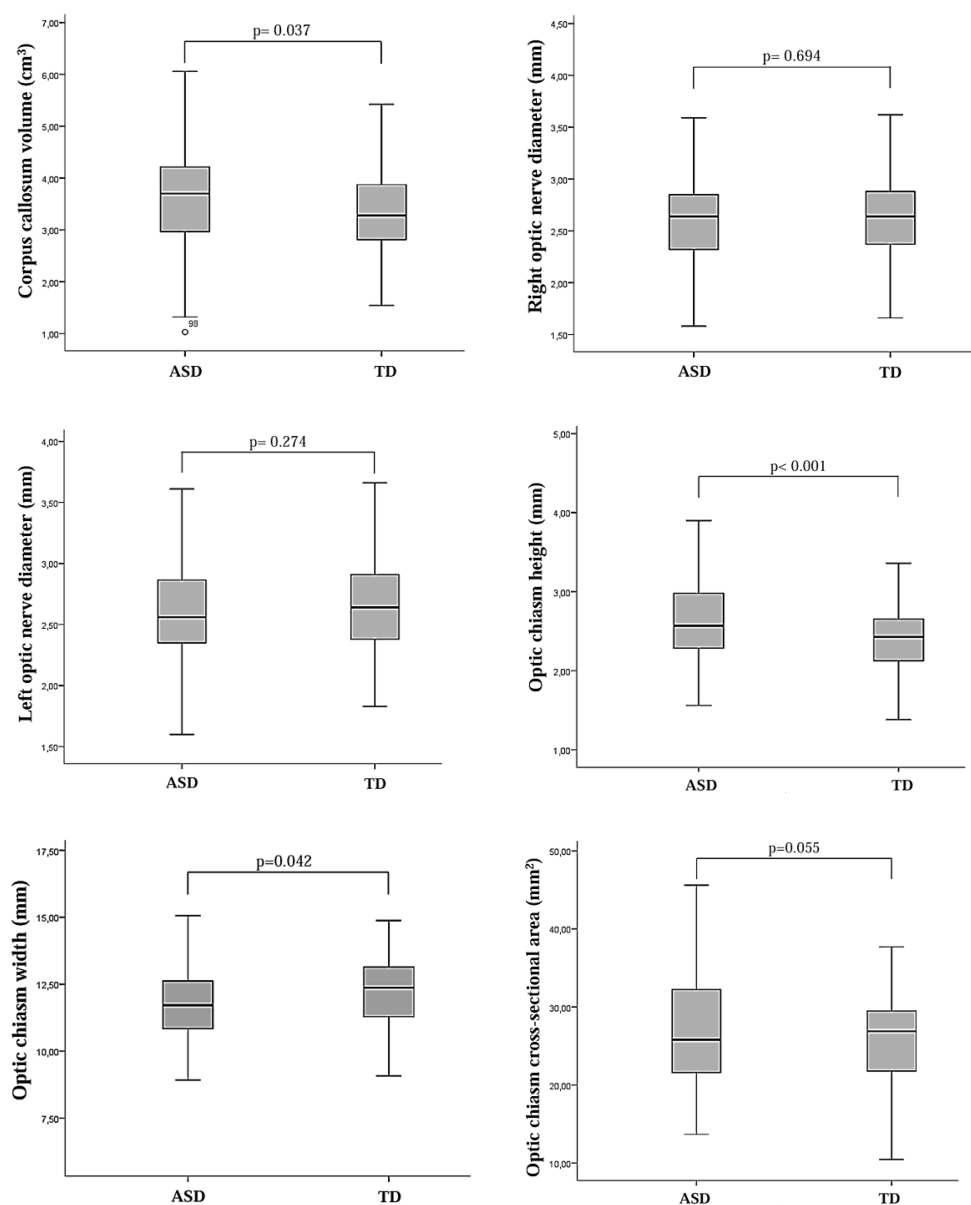 Corpus callosum volume (cm³)
7,00
6,00
5,00
4,00
3,00
2,00
1,00
p= 0.037
98
ASD
TD
Right optic nerve diameter (mm)
4,50
4,00
3,50
3,00
2,50
2,00
1,50
p= 0.694
ASD
TD
Left optic nerve diameter (mm)
4,00
3,50
3,00
2,50
2,00
1,50
p= 0.274
ASD
TD
Optic chiasm height (mm)
5,00
4,00
3,00
2,00
1,00
p< 0.001
ASD
TD
Optic chiasm width (mm)
17,50
15,00
12,50
10,00
7,50
p=0.042
ASD
TD
Optic chiasm cross-sectional area (mm²)
50,00
40,00
30,00
20,00
10,00
p=0.055
ASD
TD